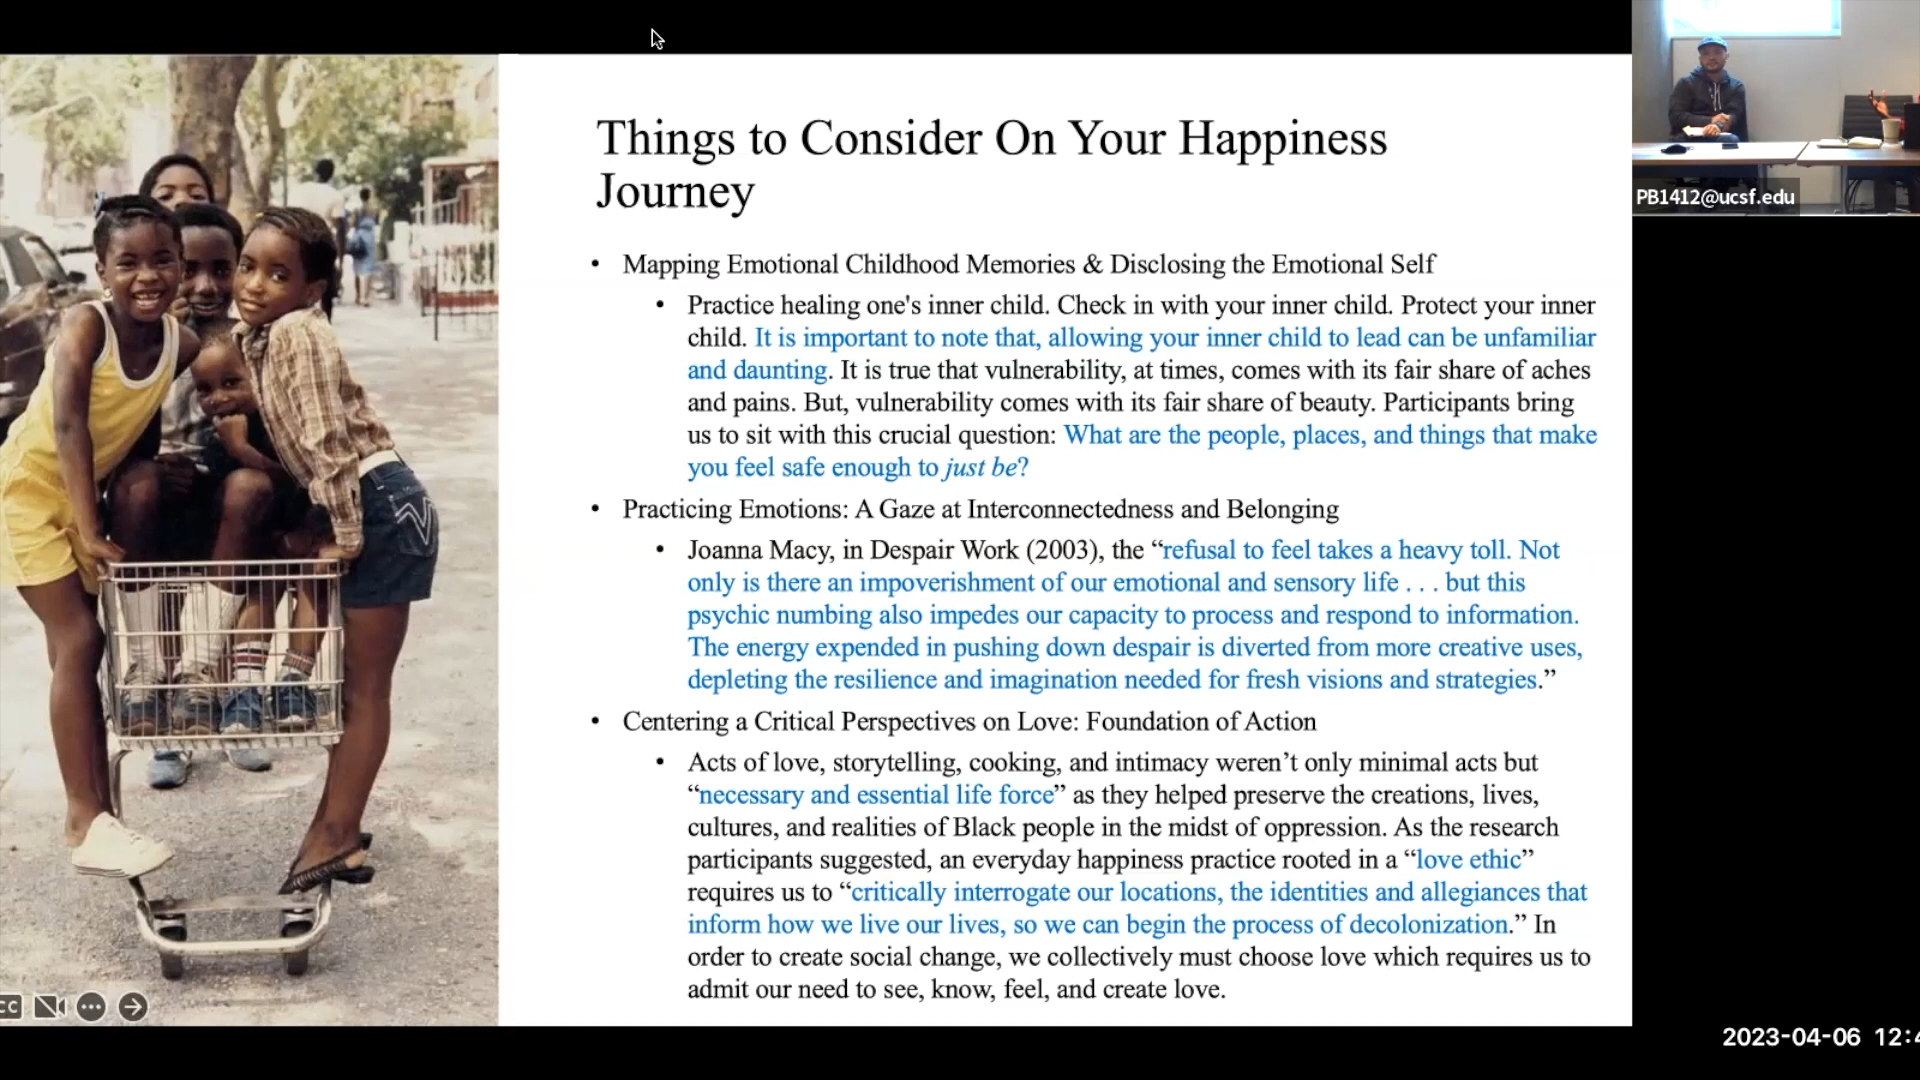 Things to Consider On Your Happiness
Journey
• Mapping Emotional Childhood Memories & Disclosing the Emotional Self
• Practice healing one's inner child. Check in with your inner child. Protect your inner
child. It is important to note that, allowing your inner child to lead can be unfamiliar
and daunting. It is true that vulnerability, at times, comes with its fair share of aches
and pains. But, vulnerability comes with its fair share of beauty. Participants bring
us to sit with this crucial question: What are the people, places, and things that make
you feel safe enough to just be?
• Practicing Emotions: A Gaze at Interconnectedness and Belonging
• Joanna Macy, in Despair Work (2003), the “refusal to feel takes a heavy toll. Not
only is there an impoverishment of our emotional and sensory life . . . but this
psychic numbing also impedes our capacity to process and respond to information.
The energy expended in pushing down despair is diverted from more creative uses,
depleting the resilience and imagination needed for fresh visions and strategies.”
• Centering a Critical Perspectives on Love: Foundation of Action
• Acts of love, storytelling, cooking, and intimacy weren’t only minimal acts but
“necessary and essential life force” as they helped preserve the creations, lives,
cultures, and realities of Black people in the midst of oppression. As the research
participants suggested, an everyday happiness practice rooted in a “love ethic”
requires us to “critically interrogate our locations, the identities and allegiances that
inform how we live our lives, so we can begin the process of decolonization.” In
order to create social change, we collectively must choose love which requires us to
admit our need to see, know, feel, and create love.
PB1412@ucsf.edu
CC
2023-04-06 12:4